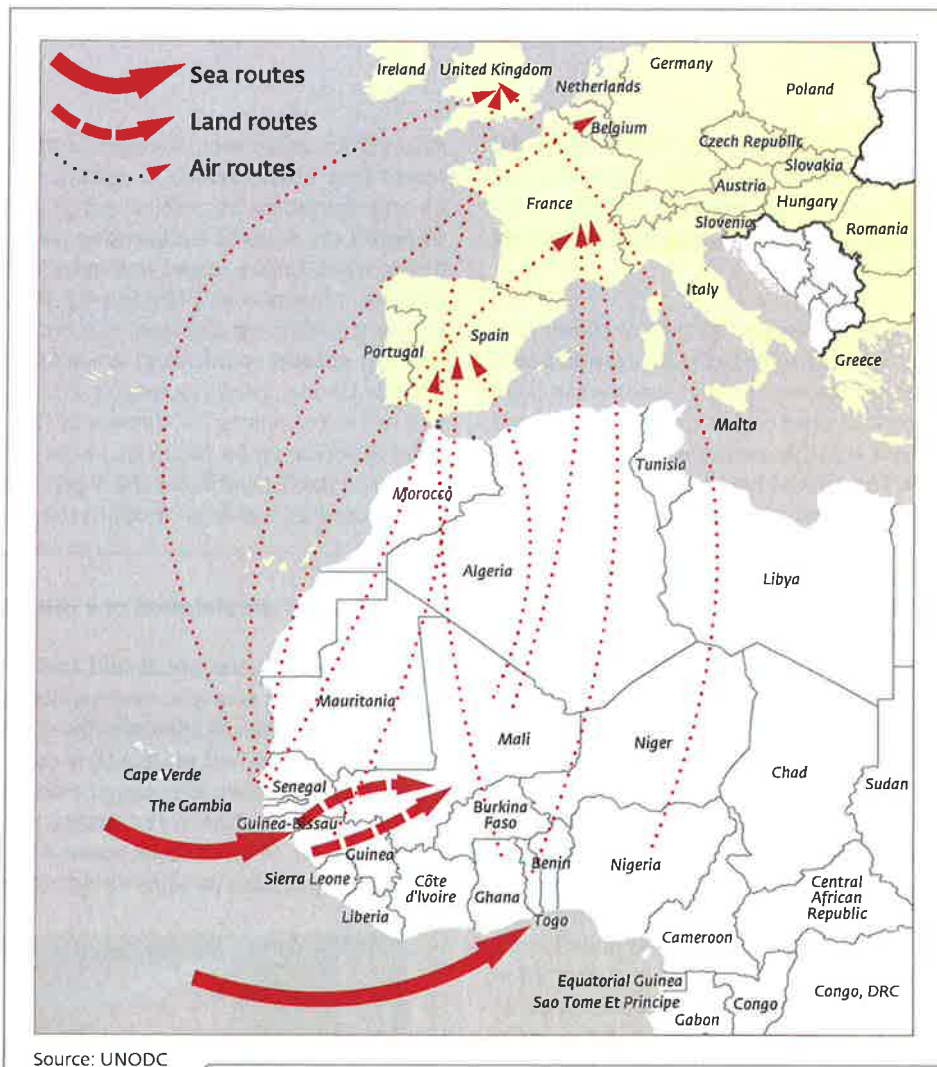 Sea routes
Land routes
Air routes
Ireland
United Kingdom
Netherlands
Germany
Poland
Belgium
Czech Republic
Slovakia
Austria
Hungary
France
Slovenia
Romania
Italy
Spain
Portugal
Greece
Malta
Tunisia
Morocco
Algeria
Libya
Mauritania
Mali
Niger
Chad
Sudan
Cape Verde
Senegal
The Gambia
Burkina
Faso
Guinea-Bissau
Guinea
Benin
Nigeria
Sierra Leone
Côte
d'Ivoire
Ghana
Central
African
Republic
Liberia
Togo
Cameroon
Equatorial Guinea
Sao Tome Et Principe
Gabon
Congo
Congo, DRC
Source: UNODC